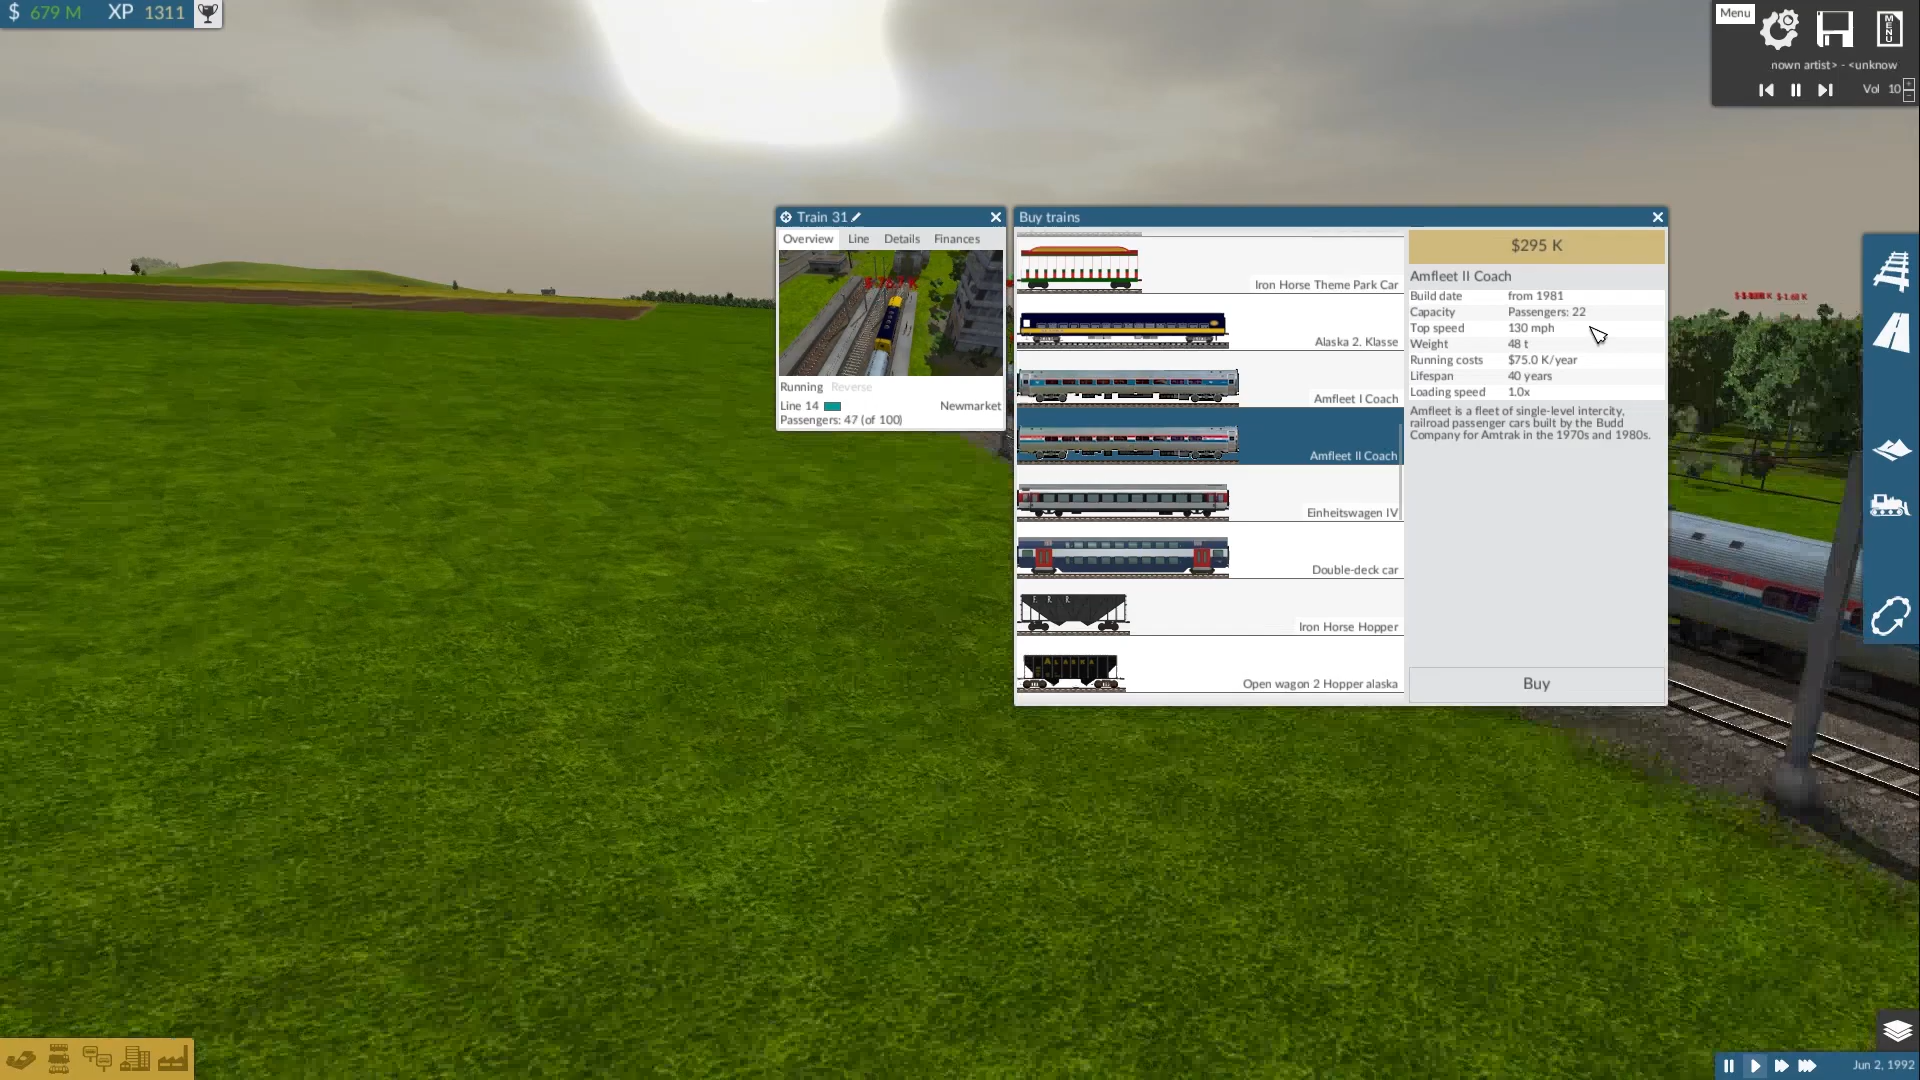 $ 679 M XP 1311
Menu
MENU
nown artist> - <unknow
Vol 10
Train 31
Overview Line Details Finances
Running Reverse
Line 14 Newmarket
Passengers: 47 (of 100)
Buy trains
Iron Horse Theme Park Car
Alaska 2. Klasse
Amfleet I Coach
Amfleet II Coach
Einheitswagen IV
Double-deck car
Iron Horse Hopper
ALASKA
Open wagon 2 Hopper alaska
$295 K
Amfleet II Coach
Build date from 1981
Capacity Passengers: 22
Top speed 130 mph
Weight 48 t
Running costs $75.0 K/year
Lifespan 40 years
Loading speed 1.0x
Amfleet is a fleet of single-level intercity,
railroad passenger cars built by the Budd
Company for Amtrak in the 1970s and 1980s.
Buy
Jun 2, 1992